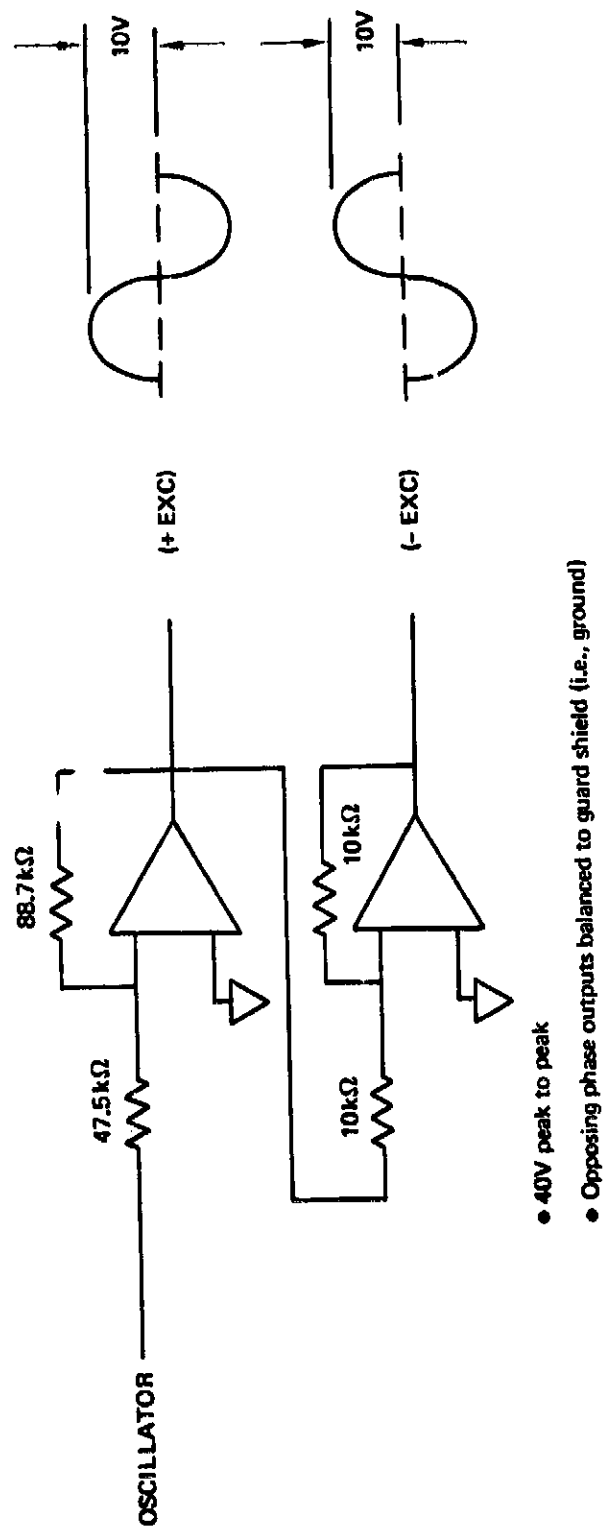 OSCILLATOR
47.5kΩ
88.7kΩ
(+ EXC)
10V
10kΩ
10kΩ
(− EXC)
10V
• 40V peak to peak
• Opposing phase outputs balanced to guard shield (i.e., ground)